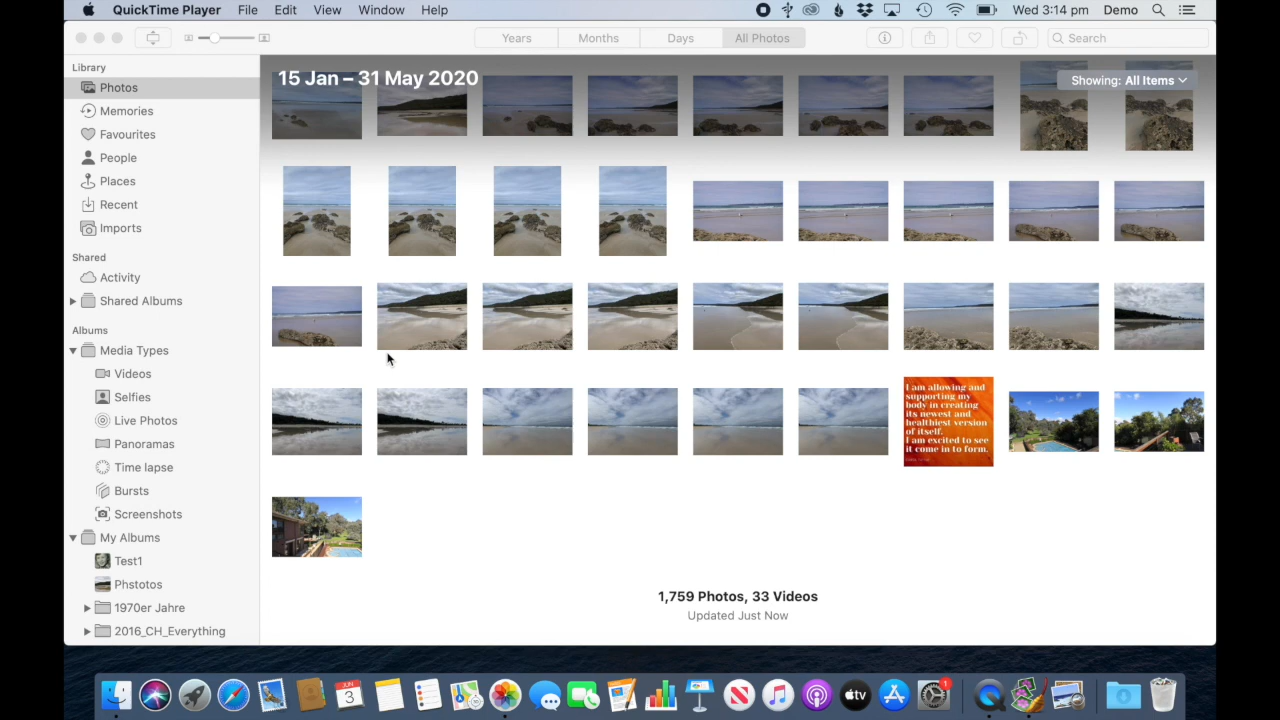 QuickTime Player File Edit View Window Help Wed 3:14 pm Demo
Years Months Days All Photos Search
Library
Photos
Memories
Favourites
People
Places
Recent
Imports
Shared
Activity
Shared Albums
Albums
Media Types
Videos
Selfies
Live Photos
Panoramas
Time lapse
Bursts
Screenshots
My Albums
Test1
Phstotos
1970er Jahre
2016_CH_Everything
15 Jan – 31 May 2020
Showing: All Items
I am allowing and
supporting my
body in creating
its newest and
healthiest version
of itself.
I am excited to see
it come in to form.
1,759 Photos, 33 Videos
Updated Just Now
JUN
3
tv
1